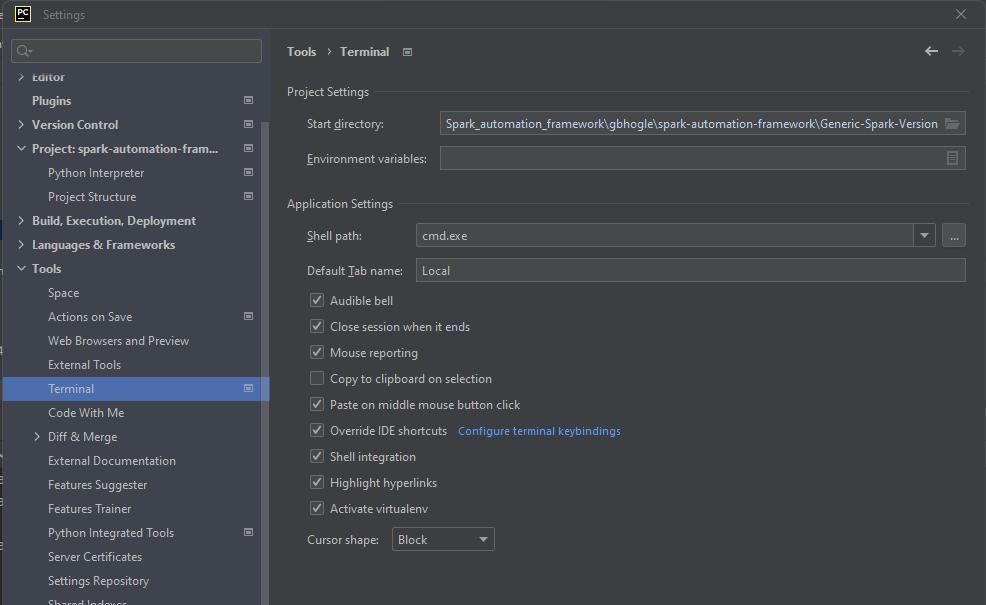 PC
Settings
Editor
Plugins
Version Control
Project: spark-automation-fram...
Python Interpreter
Project Structure
Build, Execution, Deployment
Languages & Frameworks
Tools
Space
Actions on Save
Web Browsers and Preview
External Tools
Terminal
Code With Me
Diff & Merge
External Documentation
Features Suggester
Features Trainer
Python Integrated Tools
Server Certificates
Settings Repository
Shared Indexes
Tools › Terminal
Project Settings
Start directory: Spark_automation_framework\gbhogle\spark-automation-framework\Generic-Spark-Version
Environment variables:
Application Settings
Shell path: cmd.exe ...
Default Tab name: Local
Audible bell
Close session when it ends
Mouse reporting
Copy to clipboard on selection
Paste on middle mouse button click
Override IDE shortcuts Configure terminal keybindings
Shell integration
Highlight hyperlinks
Activate virtualenv
Cursor shape: Block